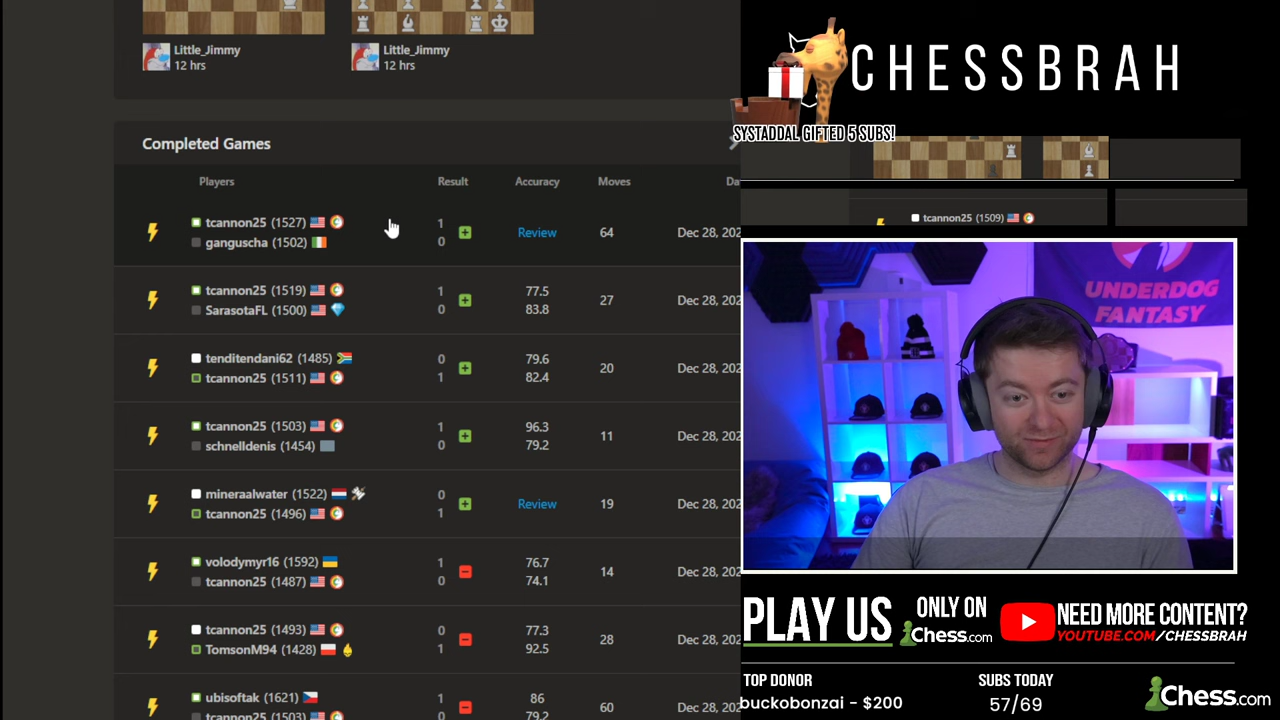 Little_Jimmy
12 hrs
Little_Jimmy
12 hrs
Completed Games
Players Result Accuracy Moves Da
tcannon25 (1527) 1
Review 64 Dec 28, 202
ganguscha (1502) 0
tcannon25 (1519) 1 77.5
27 Dec 28, 202
SarasotaFL (1500) 0 83.8
tenditendani62 (1485) 0 79.6
20 Dec 28, 202
tcannon25 (1511) 1 82.4
tcannon25 (1503) 1 96.3
11 Dec 28, 202
schnelldenis (1454) 0 79.2
mineraalwater (1522) 0
Review 19 Dec 28, 202
tcannon25 (1496) 1
volodymyr16 (1592) 1 76.7
14 Dec 28, 202
tcannon25 (1487) 0 74.1
tcannon25 (1493) 0 77.3
28 Dec 28, 202
TomsonM94 (1428) 1 92.5
ubisoftak (1621) 1 86
60 Dec 28, 202
tcannon25 (1503) 0 79.2
CHESSBRAH
SYSTADDAL GIFTED 5 SUBS!
tcannon25 (1509)
UNDERDOG
FANTASY
PLAY US
ONLY ON
Chess.com
NEED MORE CONTENT?
YOUTUBE.COM/CHESSBRAH
TOP DONOR
buckobonzai - $200
SUBS TODAY
57/69
Chess.com